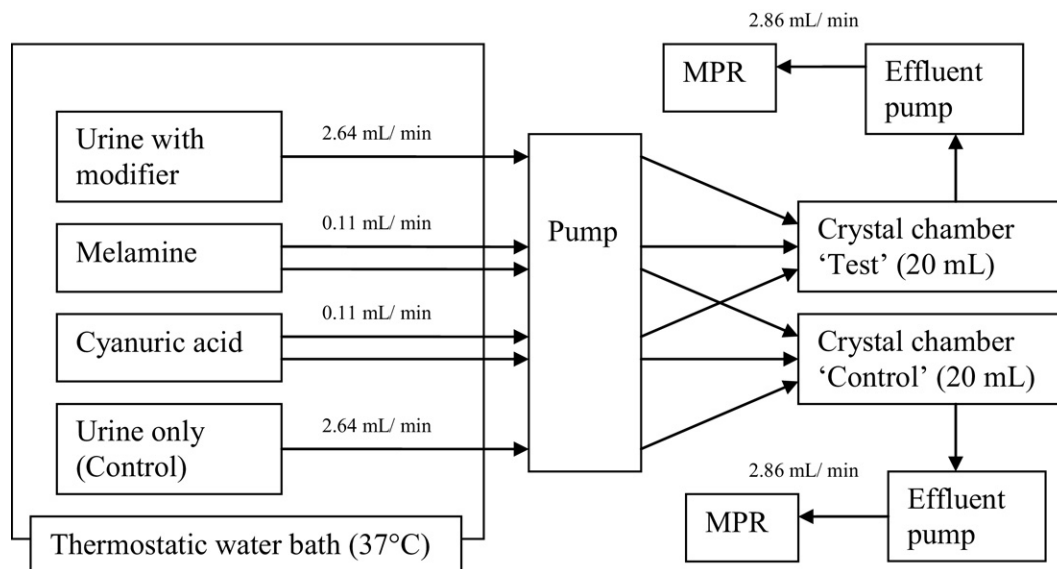 2.86 mL/ min
MPR
Effluent
pump
Urine with
modifier
2.64 mL/ min
Melamine
0.11 mL/ min
Pump
Crystal chamber
‘Test’ (20 mL)
Cyanuric acid
0.11 mL/ min
Crystal chamber
‘Control’ (20 mL)
Urine only
(Control)
2.64 mL/ min
2.86 mL/ min
MPR
Effluent
pump
Thermostatic water bath (37°C)